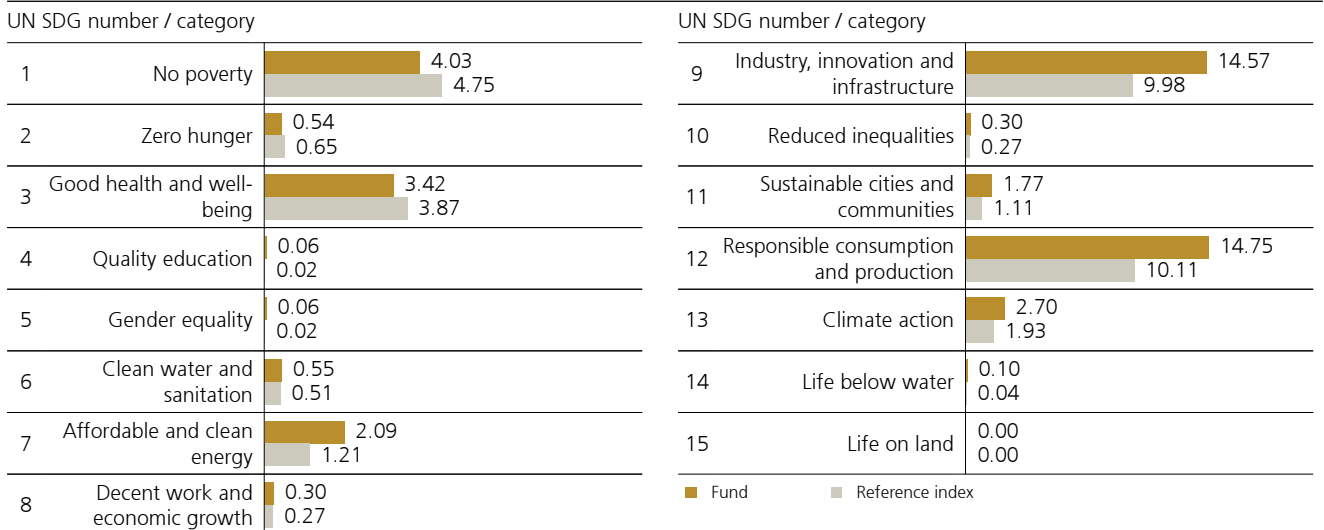 UN SDG number / category
1
No poverty
4.03
4.75
2
Zero hunger
0.54
0.65
3
Good health and well-
being
3.42
3.87
4
Quality education
0.06
0.02
5
Gender equality
0.06
0.02
6
Clean water and
sanitation
0.55
0.51
7
Affordable and clean
energy
2.09
1.21
8
Decent work and
economic growth
0.30
0.27
UN SDG number / category
9
Industry, innovation and
infrastructure
14.57
9.98
10
Reduced inequalities
0.30
0.27
11
Sustainable cities and
communities
1.77
1.11
12
Responsible consumption
and production
14.75
10.11
13
Climate action
2.70
1.93
14
Life below water
0.10
0.04
15
Life on land
0.00
0.00
Fund
Reference index